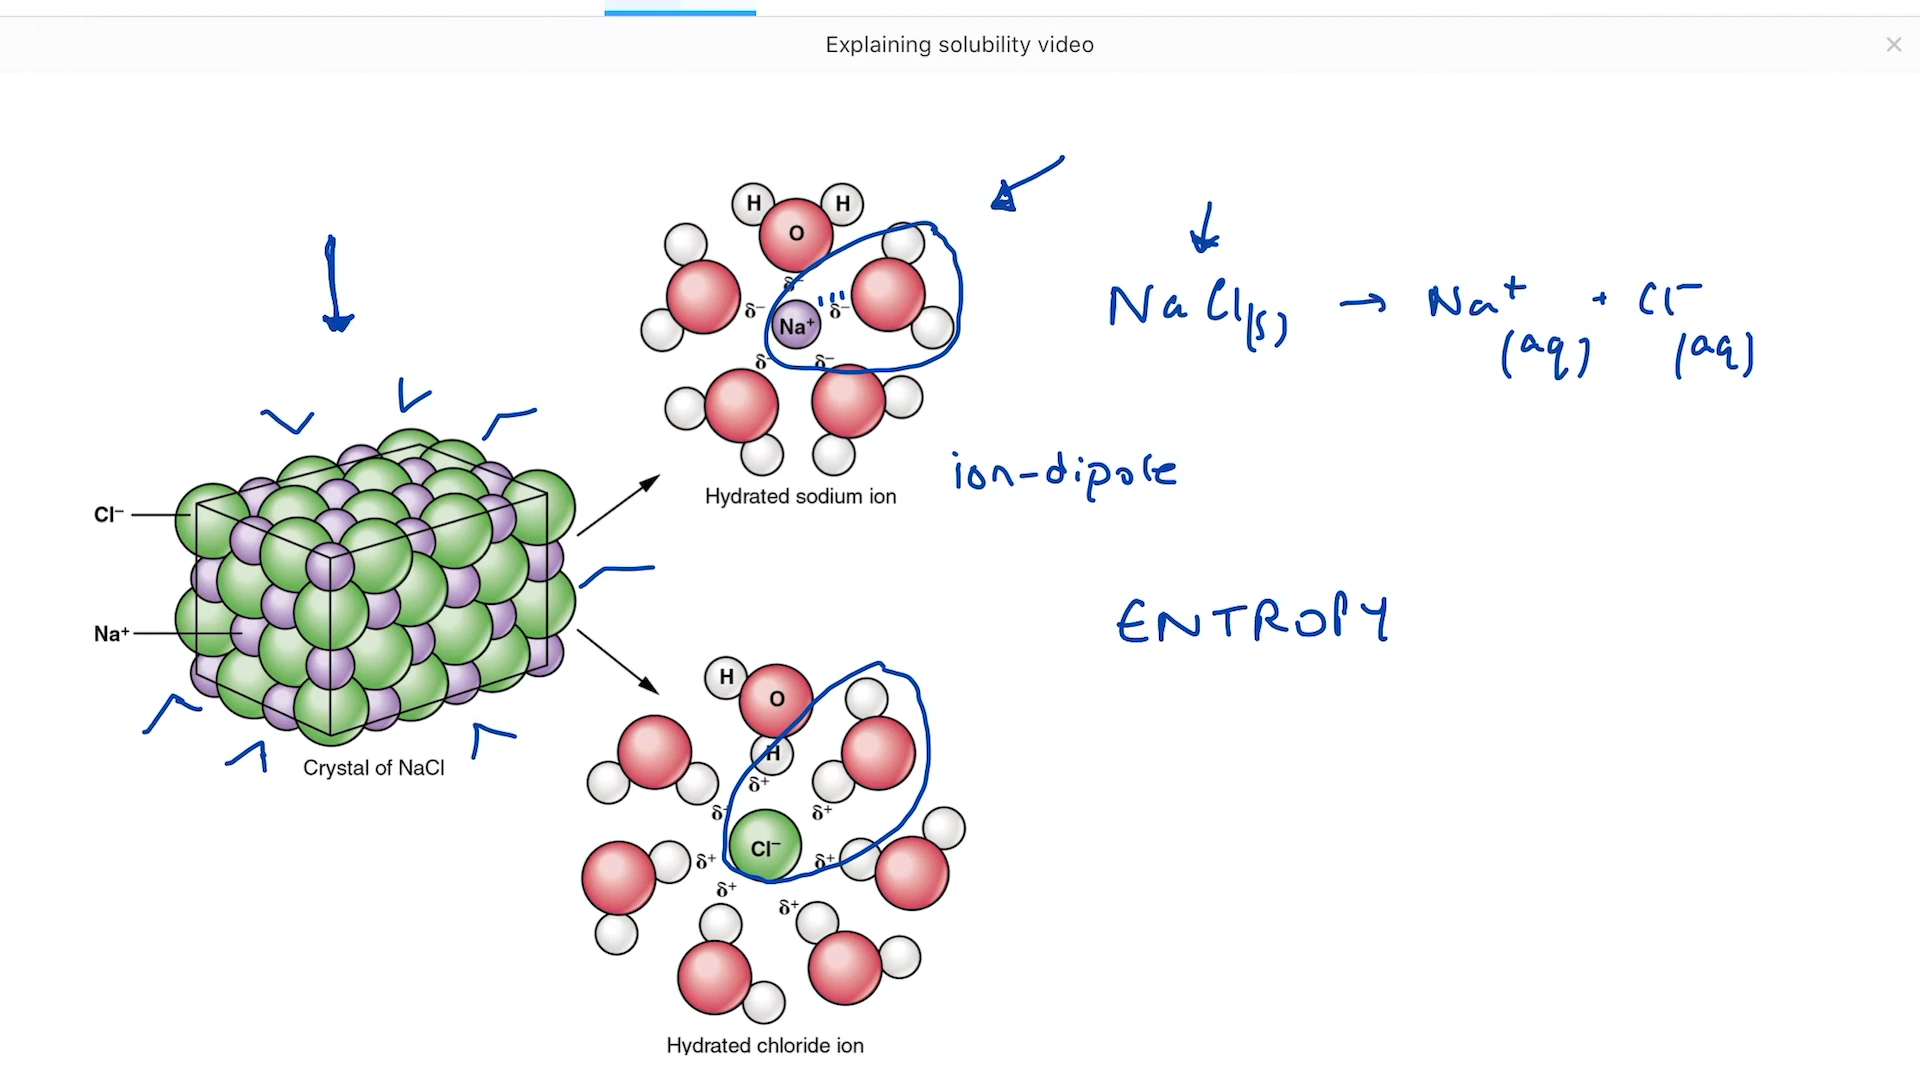 Explaining solubility video
H H
O
δ⁻
δ⁻ Na⁺ δ⁻
δ⁻ δ⁻
Hydrated sodium ion
NaCl(s) → Na⁺ + Cl⁻
(aq) (aq)
ion-dipole
Cl⁻
Na⁺
Crystal of NaCl
ENTROPY
H
O
H
δ⁺
δ⁺ δ⁺
Cl⁻
δ⁺ δ⁺
δ⁺
δ⁺
Hydrated chloride ion